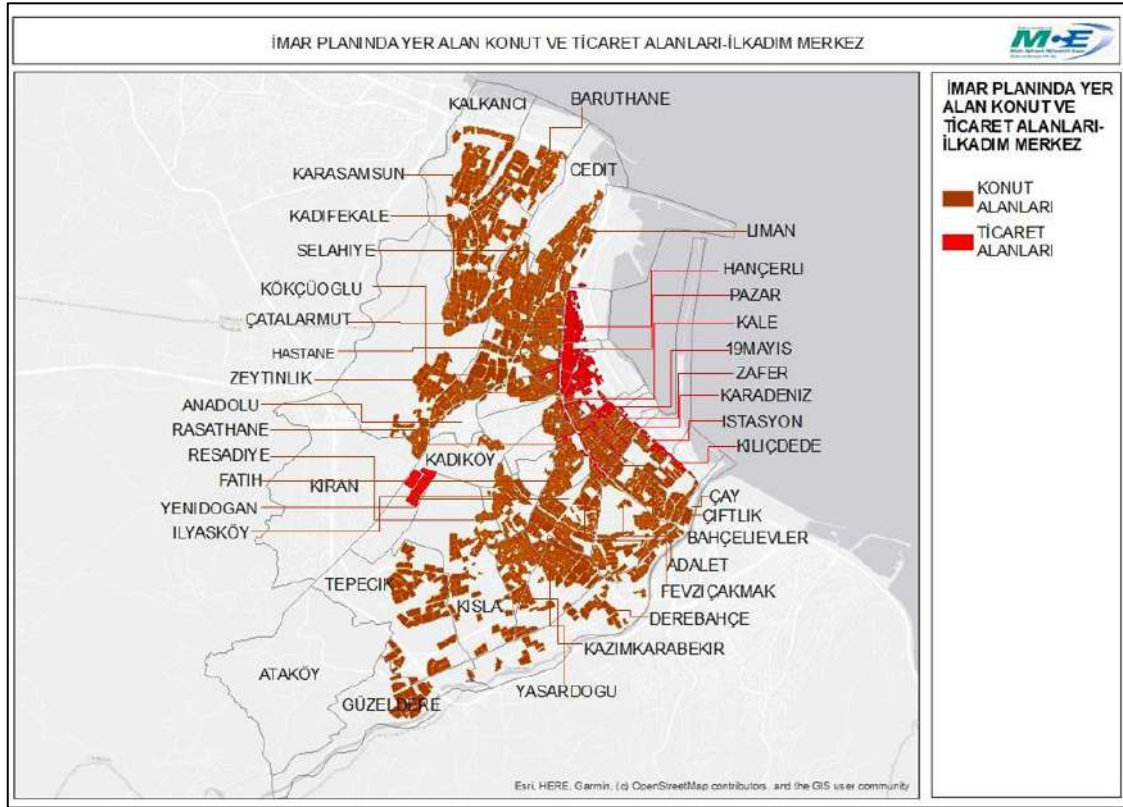 İMAR PLANINDA YER ALAN KONUT VE TİCARET ALANLARI-İLKADIM MERKEZ
KALKANCI
BARUTHANE
CEDIT
KARASAMSUN
KADIFEKALE
LIMAN
SELAHIYE
HANÇERLI
KÖKÇÜOGLU
PAZAR
ÇATALARMUT
KALE
HASTANE
19MAYIS
ZEYTINLIK
ZAFER
KARADENIZ
ANADOLU
ISTASYON
RASATHANE
KILIÇDEDE
RESADIYE
KADIKÖY
FATIH
KIRAN
ÇAY
YENIDOGAN
ÇIFTLIK
ILYASKÖY
BAHÇELIEVLER
ADALET
TEPECIK
FEVZIÇAKMAK
KISLA
DEREBAHÇE
KAZIMKARABEKIR
ATAKÖY
YASARDOGU
GÜZELDERE
Esri, HERE, Garmin, (c) OpenStreetMap contributors, and the GIS user community
İMAR PLANINDA YER
ALAN KONUT VE
TİCARET ALANLARI-
İLKADIM MERKEZ
KONUT
ALANLARI
TİCARET
ALANLARI